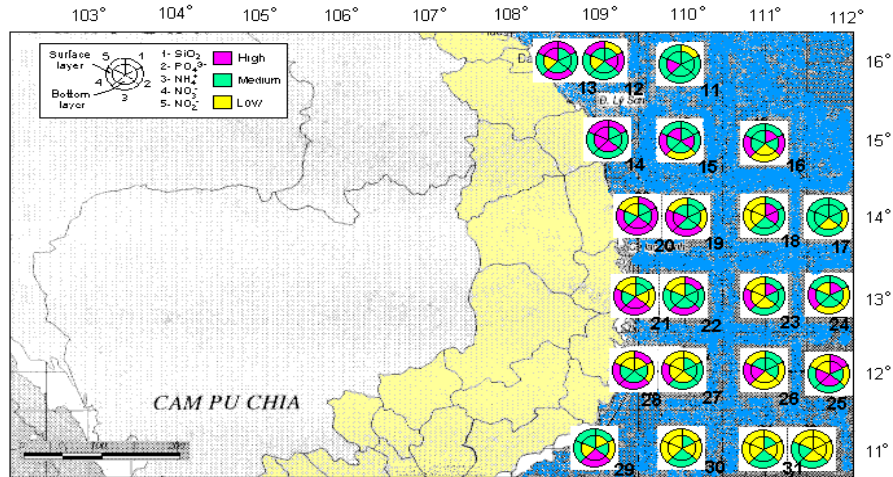 103° 104° 105° 106° 107° 108° 109° 110° 111° 112°
Surface layer
Bottom layer
5 1
4 2
3
1- SiO₂
2- PO₄³⁻
3- NH₄⁺
4- NO₃⁻
5- NO₂⁻
High
Medium
Low
16°
13 12 11
Đ. Lý Sơn
15°
14 15 16
14°
20 19 18 17
13°
21 22 23 24
12°
28 27 26 25
CAM PU CHIA
11°
29 30 31
100